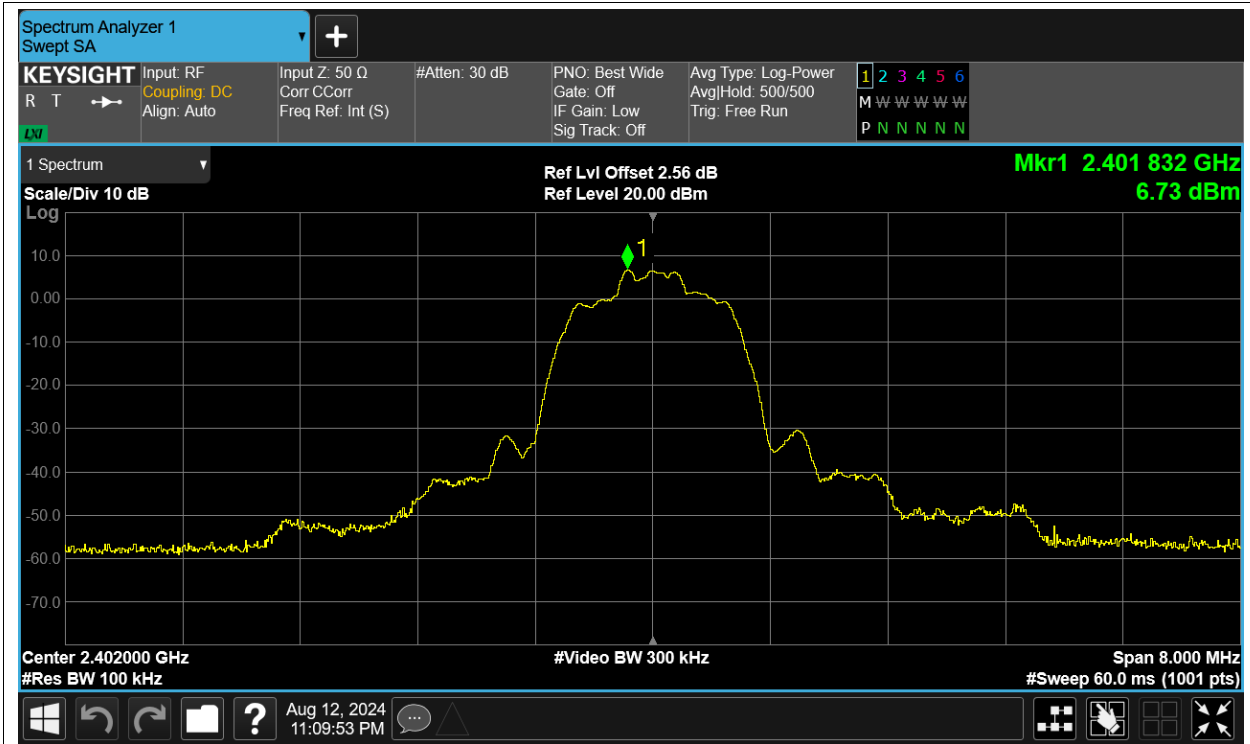 Spectrum Analyzer 1
Swept SA
KEYSIGHT
R T
LXI
Input: RF
Coupling: DC
Align: Auto
Input Z: 50 Ω
Corr CCorr
Freq Ref: Int (S)
#Atten: 30 dB
PNO: Best Wide
Gate: Off
IF Gain: Low
Sig Track: Off
Avg Type: Log-Power
Avg|Hold: 500/500
Trig: Free Run
1 2 3 4 5 6
M W W W W W
P N N N N N
1 Spectrum
Scale/Div 10 dB
Ref Lvl Offset 2.56 dB
Ref Level 20.00 dBm
Mkr1 2.401 832 GHz
6.73 dBm
Log
1
10.0
0.00
-10.0
-20.0
-30.0
-40.0
-50.0
-60.0
-70.0
Center 2.402000 GHz
#Res BW 100 kHz
#Video BW 300 kHz
Span 8.000 MHz
#Sweep 60.0 ms (1001 pts)
?
Aug 12, 2024
11:09:53 PM